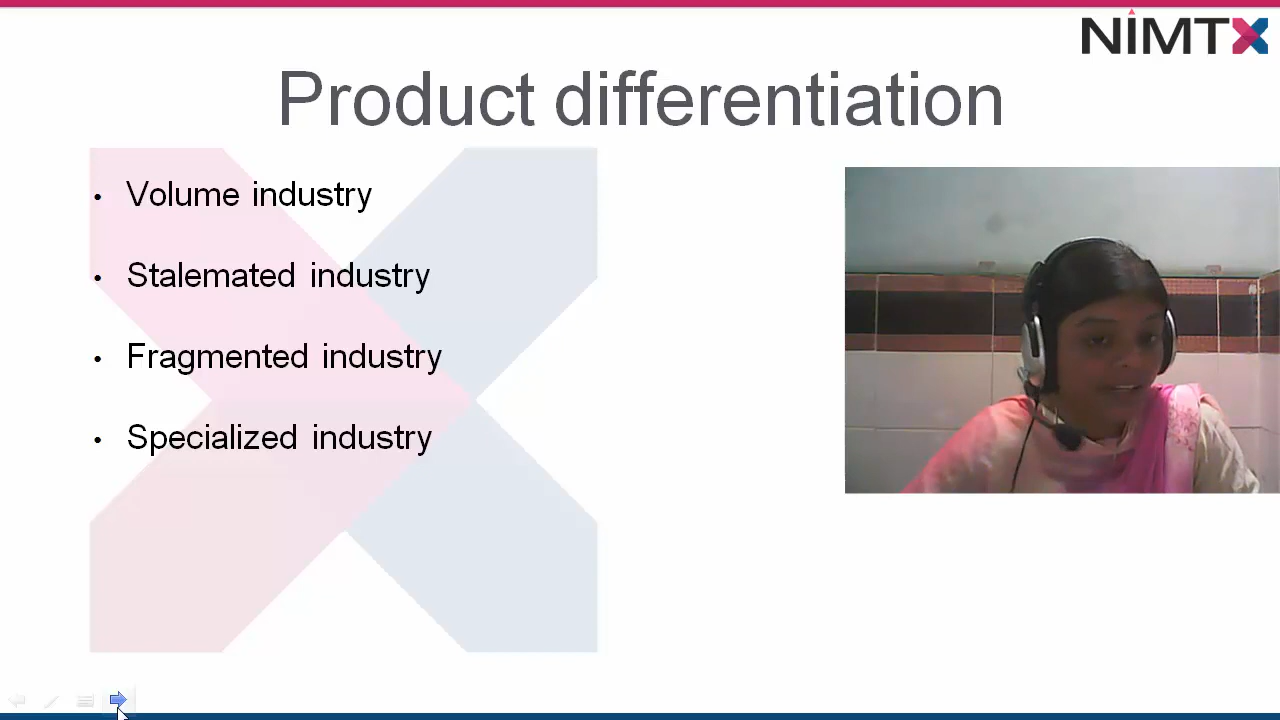 NIMTX
Product differentiation
• Volume industry
• Stalemated industry
• Fragmented industry
• Specialized industry